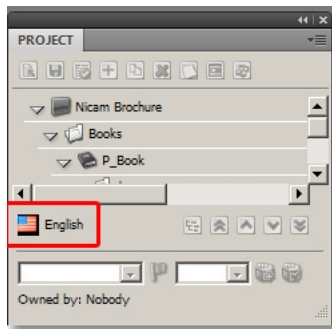 PROJECT
Nicam Brochure
Books
P_Book
English
Owned by: Nobody